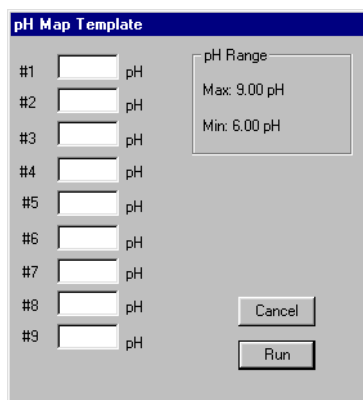 pH Map Template
#1 pH
#2 pH
#3 pH
#4 pH
#5 pH
#6 pH
#7 pH
#8 pH
#9 pH
pH Range
Max: 9.00 pH
Min: 6.00 pH
Cancel
Run